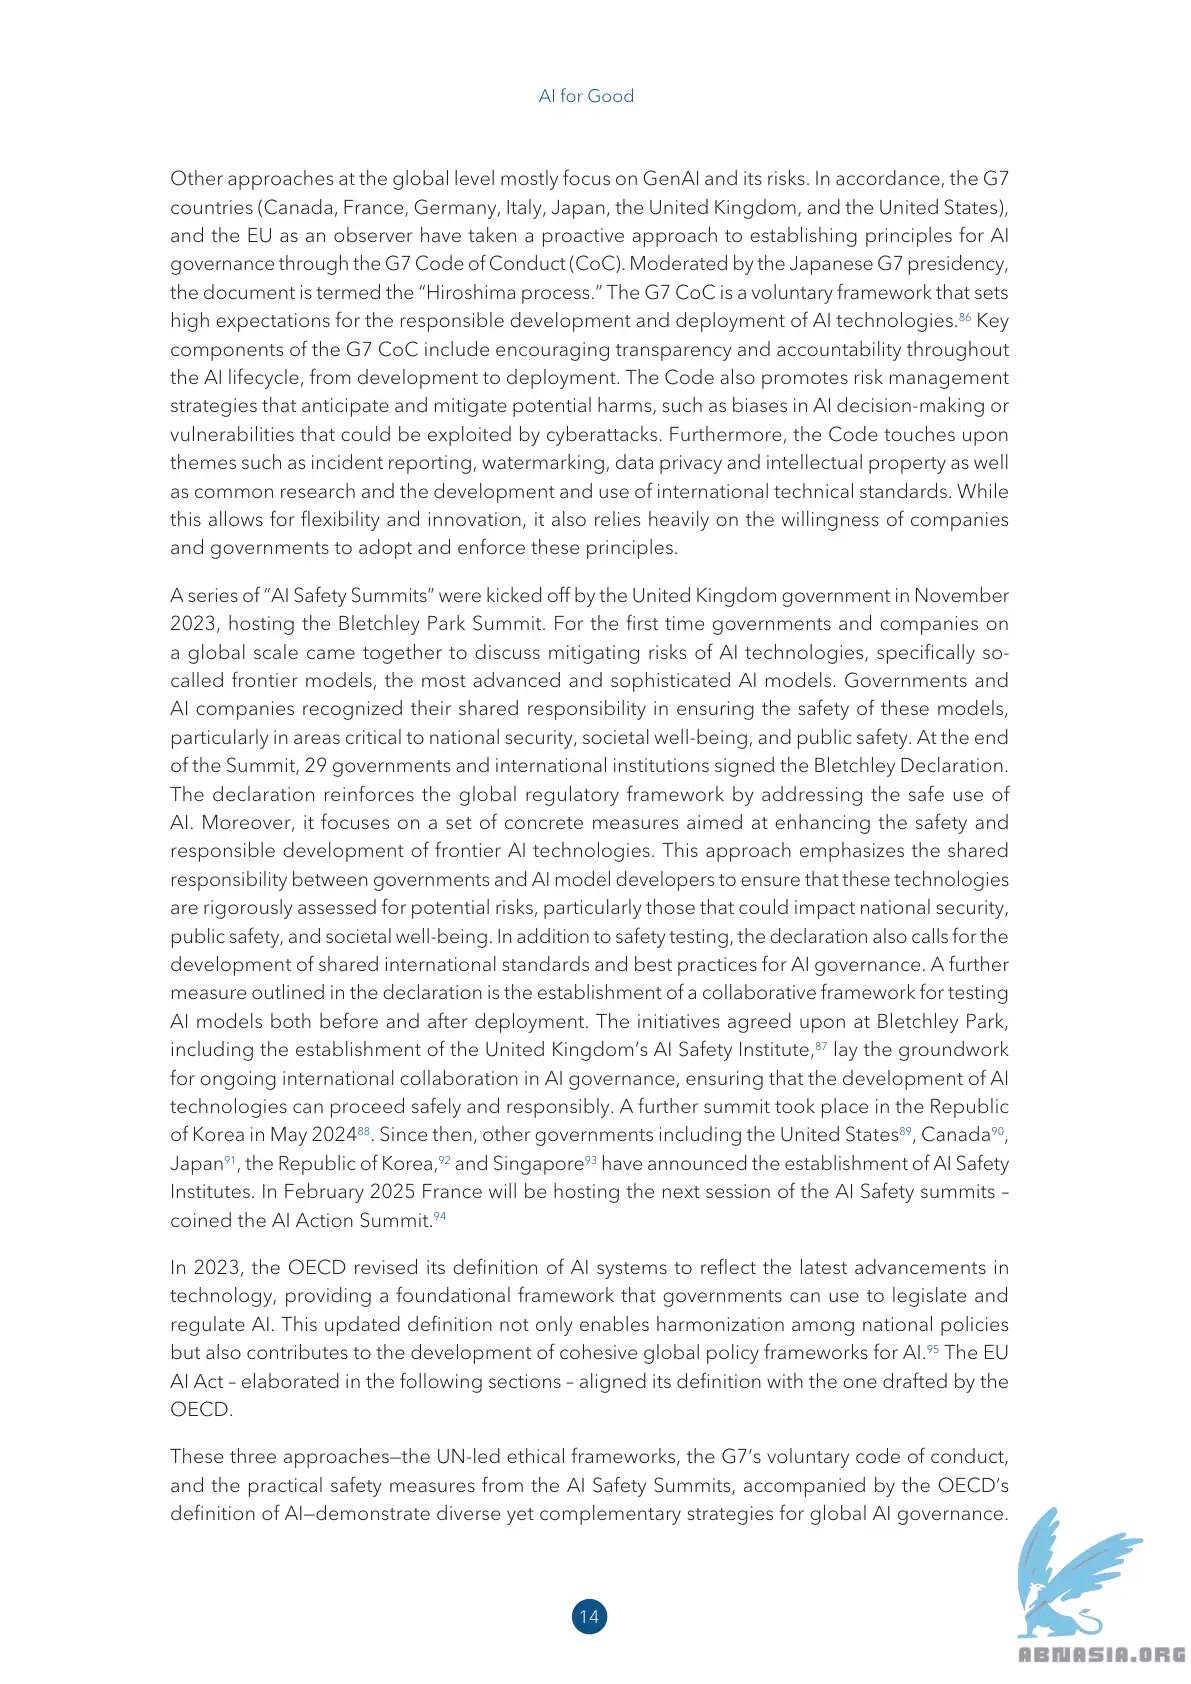 AI for Good
Other approaches at the global level mostly focus on GenAI and its risks. In accordance, the G7
countries (Canada, France, Germany, Italy, Japan, the United Kingdom, and the United States),
and the EU as an observer have taken a proactive approach to establishing principles for AI
governance through the G7 Code of Conduct (CoC). Moderated by the Japanese G7 presidency,
the document is termed the “Hiroshima process.” The G7 CoC is a voluntary framework that sets
high expectations for the responsible development and deployment of AI technologies.86 Key
components of the G7 CoC include encouraging transparency and accountability throughout
the AI lifecycle, from development to deployment. The Code also promotes risk management
strategies that anticipate and mitigate potential harms, such as biases in AI decision-making or
vulnerabilities that could be exploited by cyberattacks. Furthermore, the Code touches upon
themes such as incident reporting, watermarking, data privacy and intellectual property as well
as common research and the development and use of international technical standards. While
this allows for flexibility and innovation, it also relies heavily on the willingness of companies
and governments to adopt and enforce these principles.
A series of “AI Safety Summits” were kicked off by the United Kingdom government in November
2023, hosting the Bletchley Park Summit. For the first time governments and companies on
a global scale came together to discuss mitigating risks of AI technologies, specifically so-
called frontier models, the most advanced and sophisticated AI models. Governments and
AI companies recognized their shared responsibility in ensuring the safety of these models,
particularly in areas critical to national security, societal well-being, and public safety. At the end
of the Summit, 29 governments and international institutions signed the Bletchley Declaration.
The declaration reinforces the global regulatory framework by addressing the safe use of
AI. Moreover, it focuses on a set of concrete measures aimed at enhancing the safety and
responsible development of frontier AI technologies. This approach emphasizes the shared
responsibility between governments and AI model developers to ensure that these technologies
are rigorously assessed for potential risks, particularly those that could impact national security,
public safety, and societal well-being. In addition to safety testing, the declaration also calls for the
development of shared international standards and best practices for AI governance. A further
measure outlined in the declaration is the establishment of a collaborative framework for testing
AI models both before and after deployment. The initiatives agreed upon at Bletchley Park,
including the establishment of the United Kingdom’s AI Safety Institute,87 lay the groundwork
for ongoing international collaboration in AI governance, ensuring that the development of AI
technologies can proceed safely and responsibly. A further summit took place in the Republic
of Korea in May 202488. Since then, other governments including the United States89, Canada90,
Japan91, the Republic of Korea,92 and Singapore93 have announced the establishment of AI Safety
Institutes. In February 2025 France will be hosting the next session of the AI Safety summits –
coined the AI Action Summit.94
In 2023, the OECD revised its definition of AI systems to reflect the latest advancements in
technology, providing a foundational framework that governments can use to legislate and
regulate AI. This updated definition not only enables harmonization among national policies
but also contributes to the development of cohesive global policy frameworks for AI.95 The EU
AI Act – elaborated in the following sections – aligned its definition with the one drafted by the
OECD.
These three approaches—the UN-led ethical frameworks, the G7’s voluntary code of conduct,
and the practical safety measures from the AI Safety Summits, accompanied by the OECD’s
definition of AI—demonstrate diverse yet complementary strategies for global AI governance.
14
ABNASIA.ORG